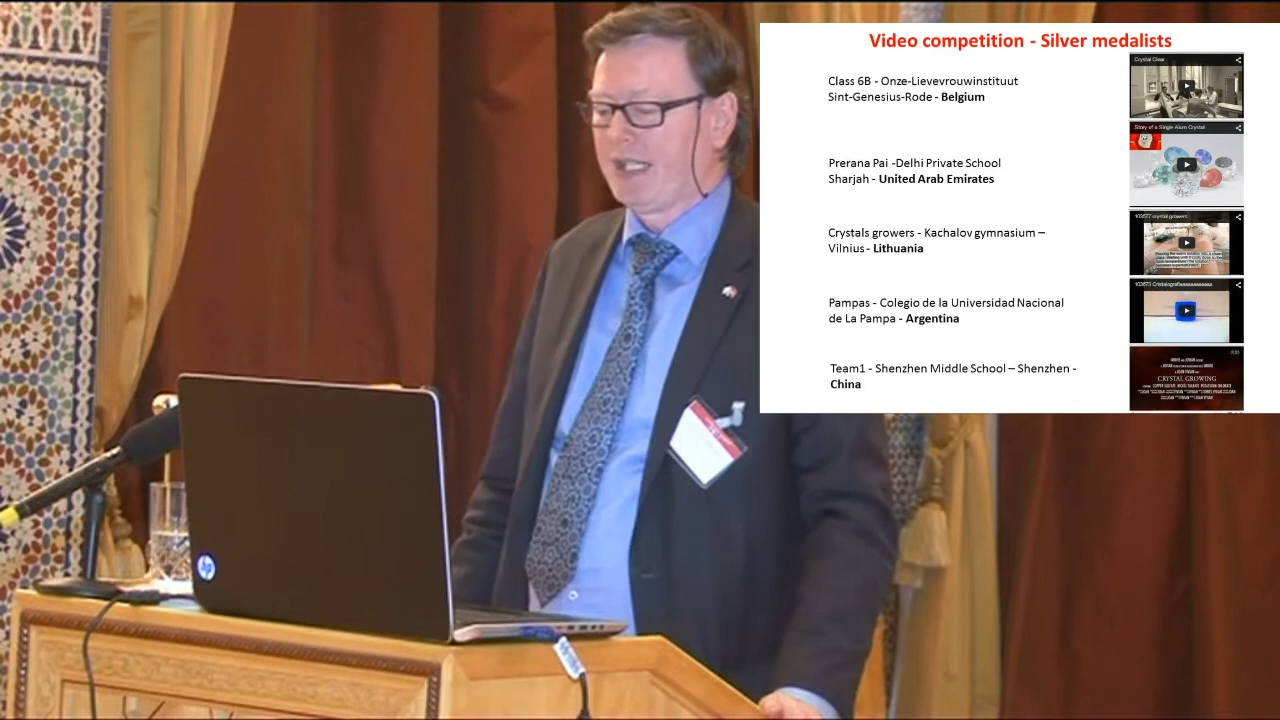 Video competition - Silver medalists
Class 6B - Onze-Lievevrouwinstituut
Sint-Genesius-Rode - Belgium
Crystal Clear
Prerana Pai -Delhi Private School
Sharjah - United Arab Emirates
Story of a Single Alum Crystal
Crystals growers - Kachalov gymnasium –
Vilnius - Lithuania
103677 crystal growers
Pampas - Colegio de la Universidad Nacional
de La Pampa - Argentina
Team1 - Shenzhen Middle School – Shenzhen -
China
CRYSTAL GROWING
hp